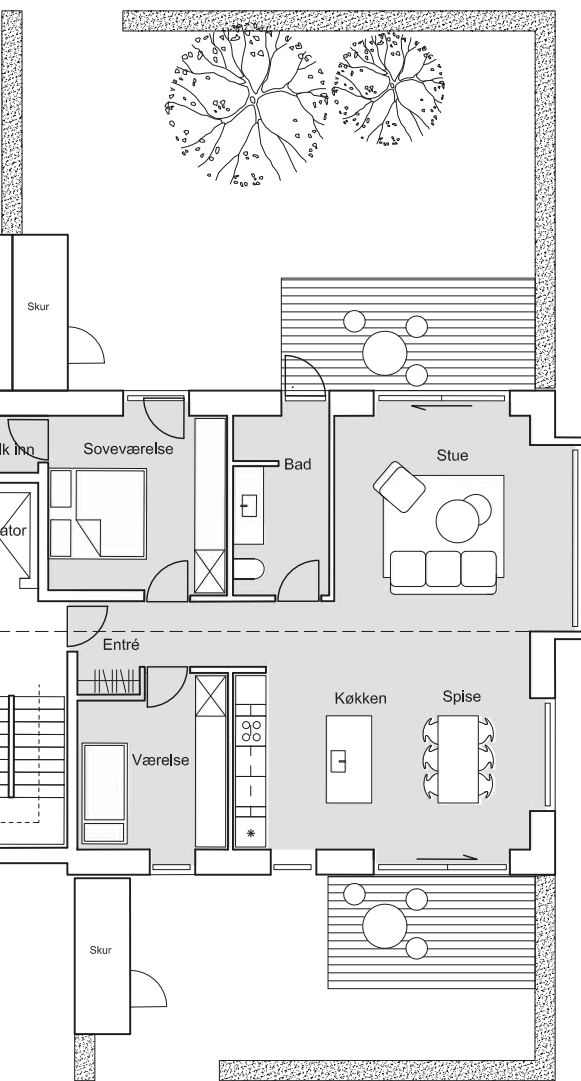 Skur
lk inn
Soveværelse
Bad
Stue
ator
Entré
Køkken
Spise
Værelse
Skur